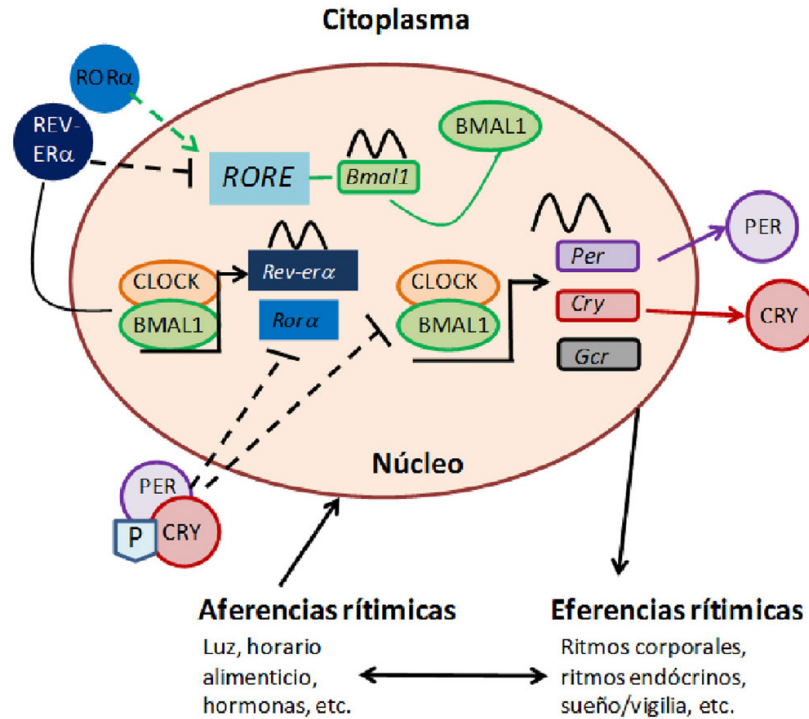 Citoplasma
RORα
REV-
ERα
BMAL1
RORE
Bmal1
PER
CLOCK
BMAL1
Rev-erα
Rorα
CLOCK
BMAL1
Per
Cry
Gcr
CRY
Núcleo
PER
P
CRY
Aferencias rítimicas
Luz, horario
alimenticio,
hormonas, etc.
Eferencias rítimicas
Ritmos corporales,
ritmos endócrinos,
sueño/vigilia, etc.